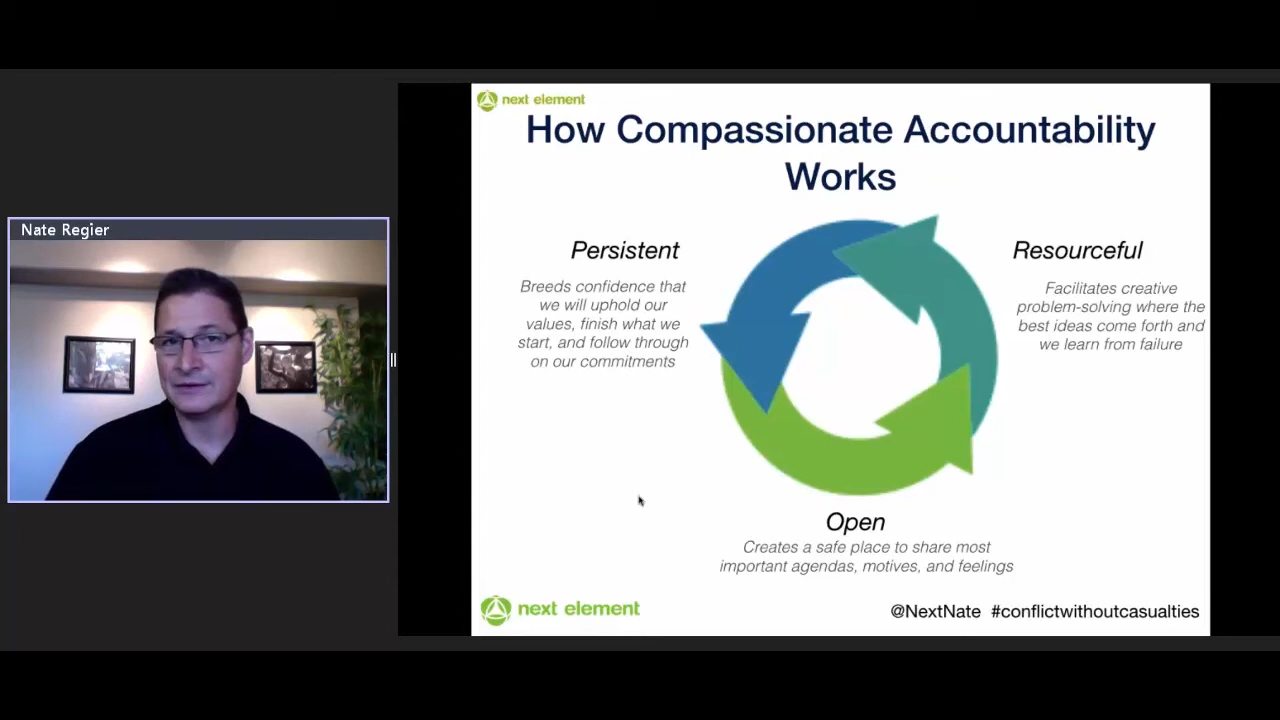 Nate Regier
next element
How Compassionate Accountability
Works
Persistent
Breeds confidence that
we will uphold our
values, finish what we
start, and follow through
on our commitments
Resourceful
Facilitates creative
problem-solving where the
best ideas come forth and
we learn from failure
Open
Creates a safe place to share most
important agendas, motives, and feelings
next element
@NextNate #conflictwithoutcasualties